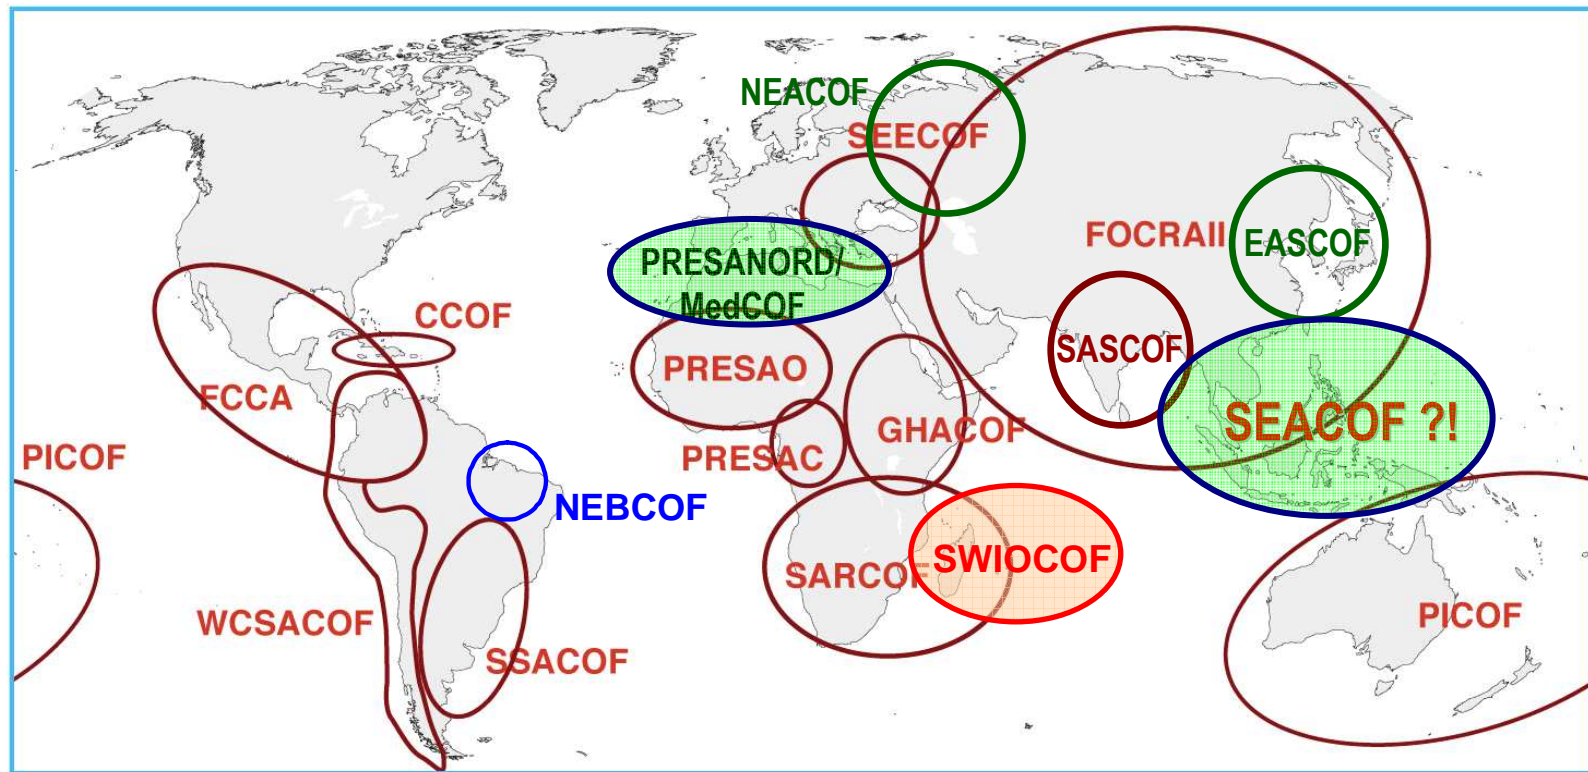 NEACOF
SEECOF
FOCRAII
EASCOF
PRESANORD/
MedCOF
CCOF
SASCOF
PRESAO
FCCA
SEACOF ?!
GHACOF
PICOF
PRESAC
NEBCOF
SWIOCOF
SARCOF
WCSACOF
PICOF
SSACOF